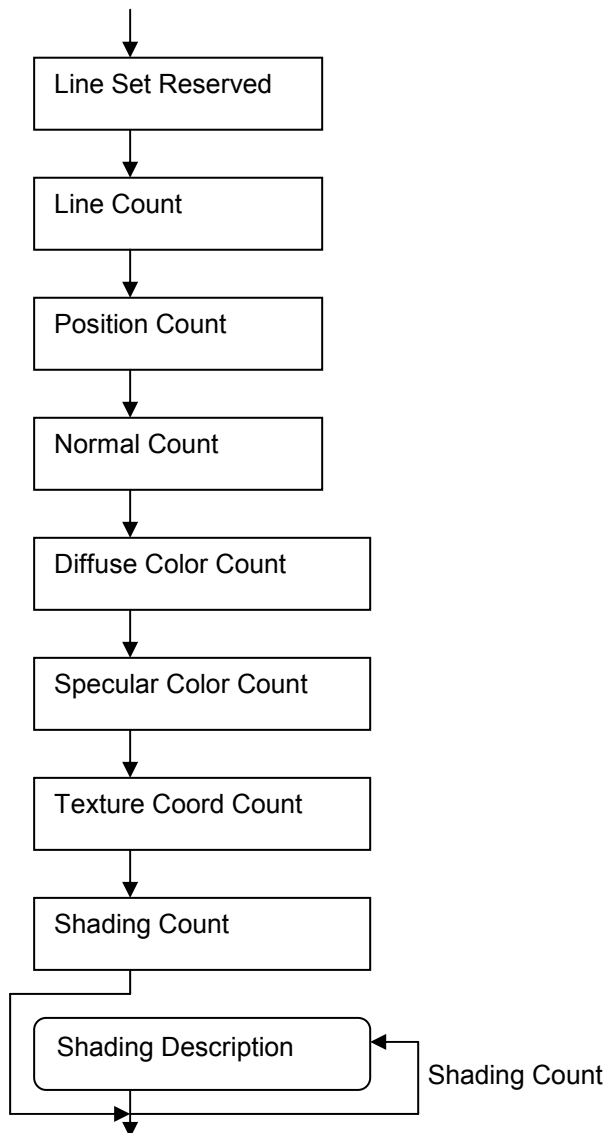 Line Set Reserved
Line Count
Position Count
Normal Count
Diffuse Color Count
Specular Color Count
Texture Coord Count
Shading Count
Shading Description
Shading Count